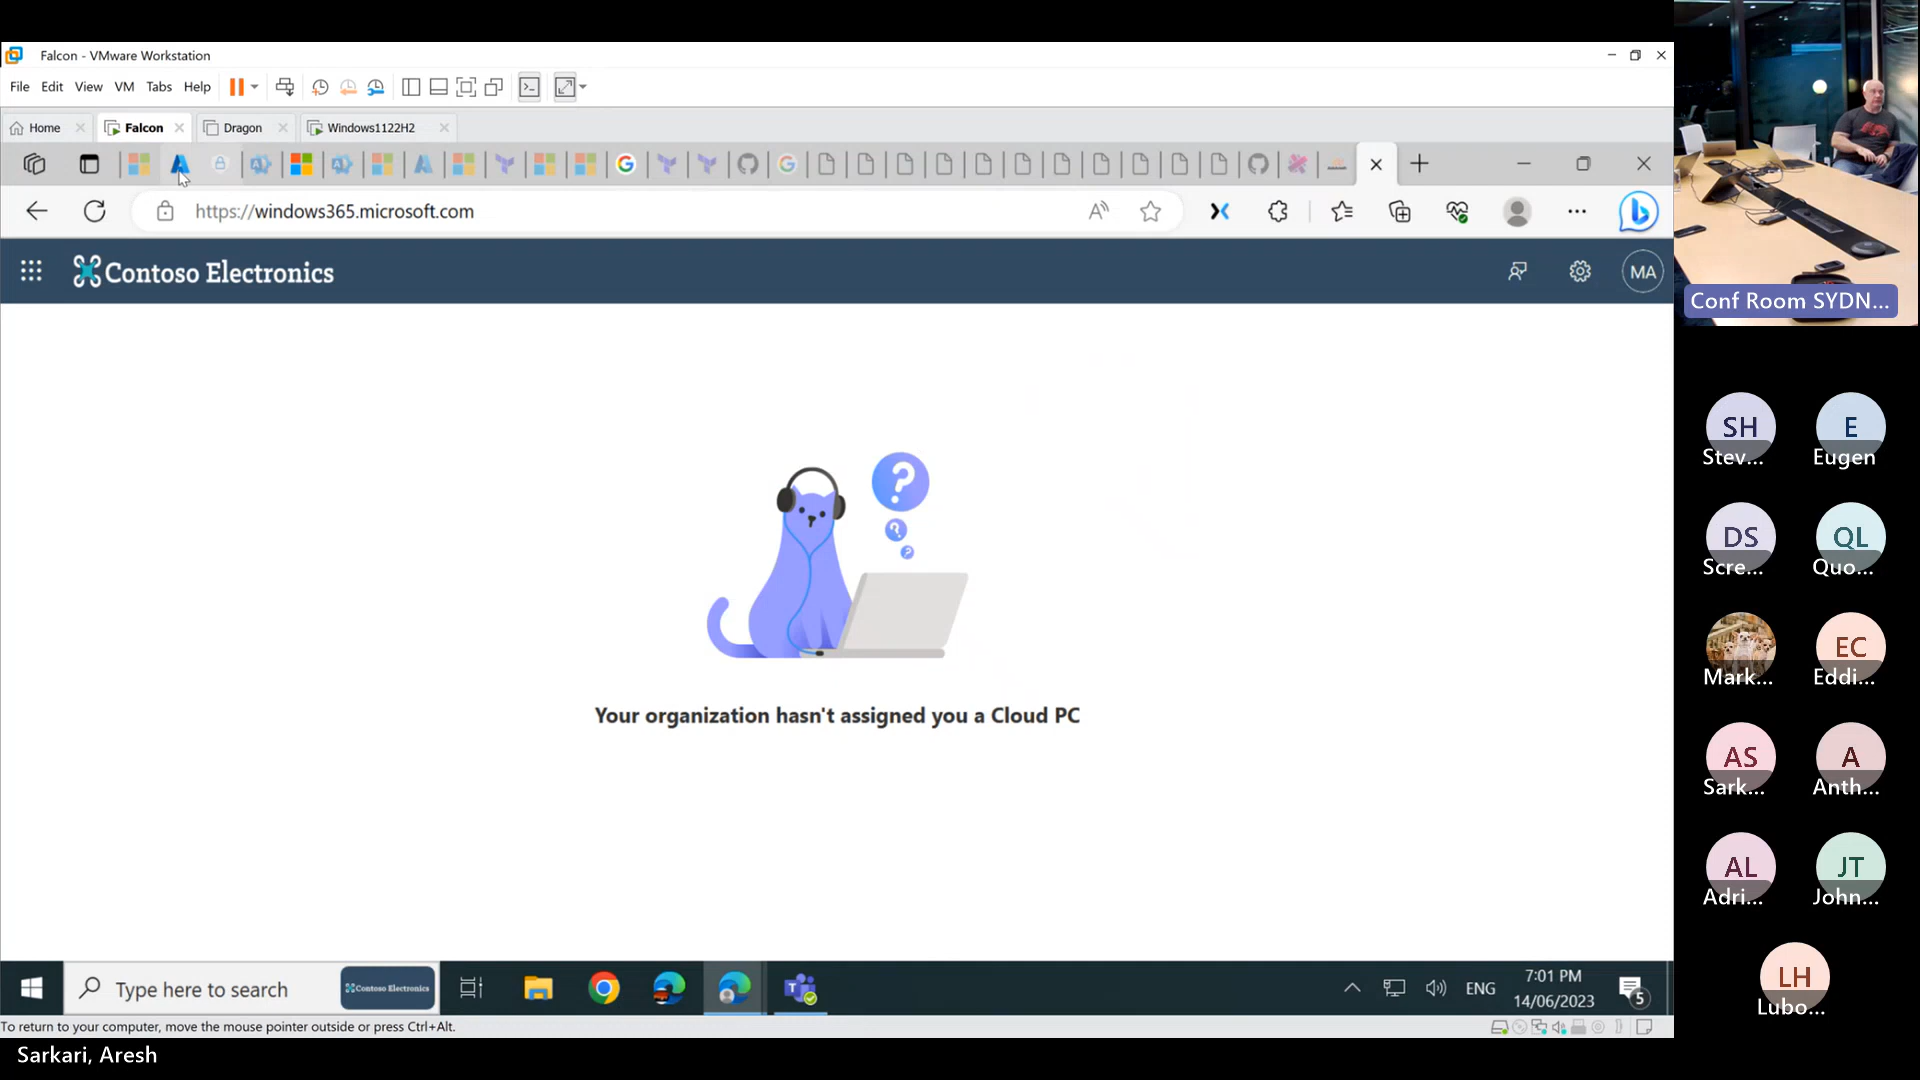 Falcon - VMware Workstation
File Edit View VM Tabs Help
Home Falcon Dragon Windows1122H2
https://windows365.microsoft.com
Contoso Electronics
MA
?
?
?
Your organization hasn't assigned you a Cloud PC
Type here to search
Contoso Electronics
ENG
7:01 PM
14/06/2023
5
To return to your computer, move the mouse pointer outside or press Ctrl+Alt.
Sarkari, Aresh
Conf Room SYDN...
SH
Stev...
E
Eugen
DS
Scre...
QL
Quo...
Mark...
EC
Eddi...
AS
Sark...
A
Anth...
AL
Adri...
JT
John...
LH
Lubo...